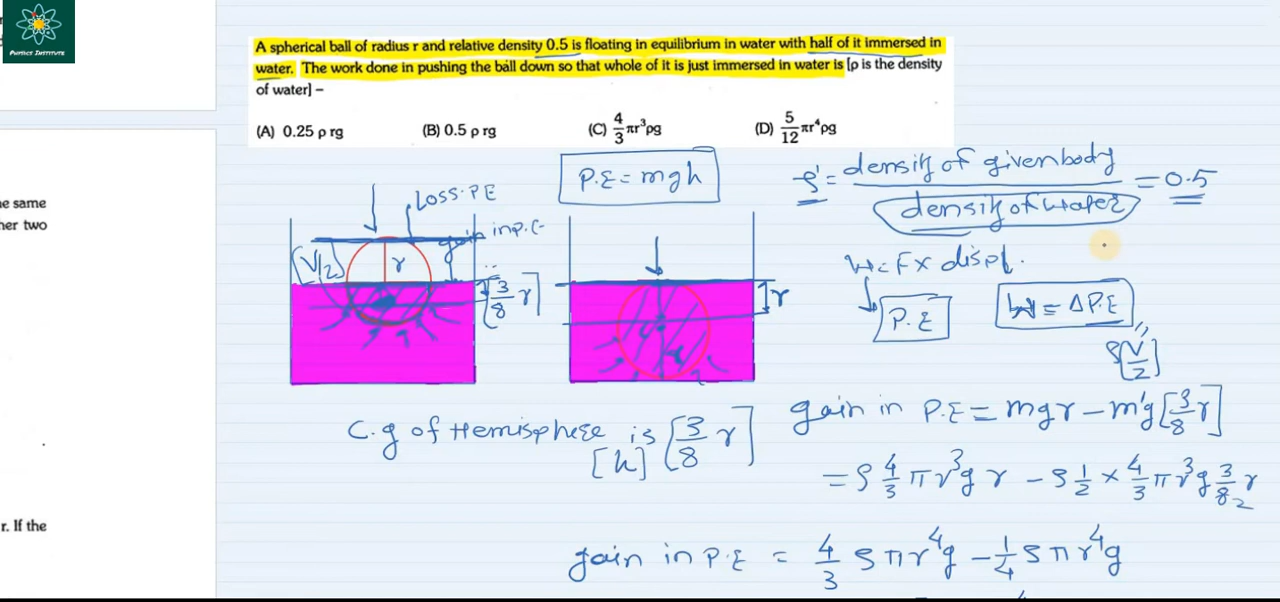 PHYSICS INSTITUTE
A spherical ball of radius r and relative density 0.5 is floating in equilibrium in water with half of it immersed in
water. The work done in pushing the ball down so that whole of it is just immersed in water is [ρ is the density
of water] –
(A) 0.25 ρ rg (B) 0.5 ρ rg (C) 4/3 πr³ρg (D) 5/12 πr⁴ρg
e same
her two
r. If the
P.E = mgh
ρ' = density of given body / density of water = 0.5
Loss.PE
gain in P.E
(V/2) r
[3/8 r]
r
W = F x displ.
P.E
W = ΔP.E
ρ[V/2]
C.g of Hemisphere is [3/8 r]
[h]
gain in P.E = mgr – m'g[3/8 r]
= ρ 4/3 πr³g r – ρ 1/2 × 4/3 πr³g 3/8 r
2
gain in P.E = 4/3 ρπr⁴g – 1/4 ρπr⁴g